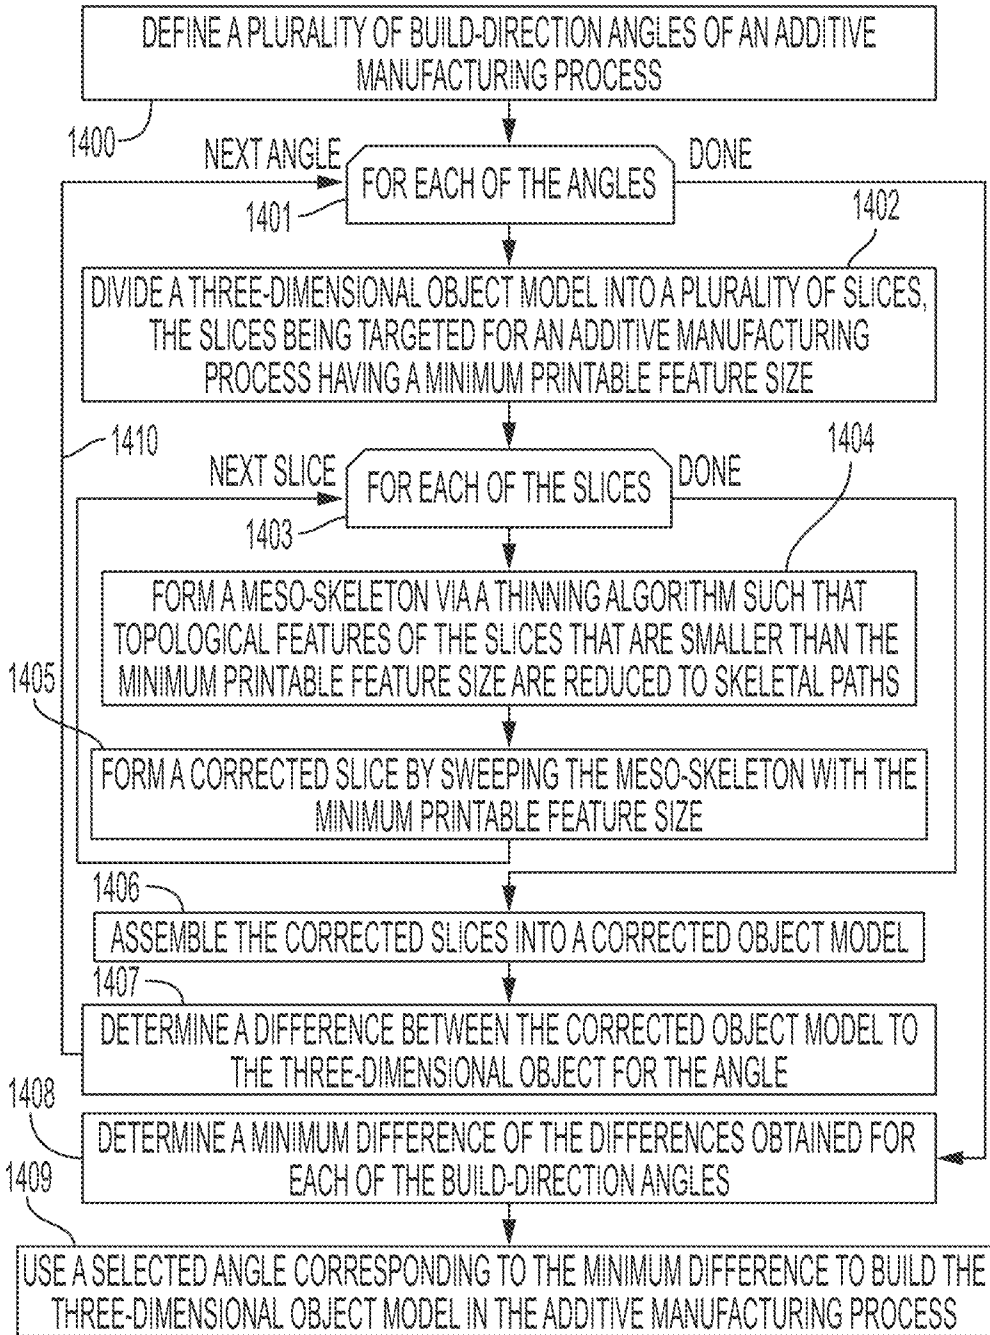 DEFINE A PLURALITY OF BUILD-DIRECTION ANGLES OF AN ADDITIVE
MANUFACTURING PROCESS
1400
NEXT ANGLE
DONE
FOR EACH OF THE ANGLES
1401
1402
DIVIDE A THREE-DIMENSIONAL OBJECT MODEL INTO A PLURALITY OF SLICES,
THE SLICES BEING TARGETED FOR AN ADDITIVE MANUFACTURING
PROCESS HAVING A MINIMUM PRINTABLE FEATURE SIZE
1410
1404
NEXT SLICE
DONE
FOR EACH OF THE SLICES
1403
FORM A MESO-SKELETON VIA A THINNING ALGORITHM SUCH THAT
TOPOLOGICAL FEATURES OF THE SLICES THAT ARE SMALLER THAN THE
MINIMUM PRINTABLE FEATURE SIZE ARE REDUCED TO SKELETAL PATHS
1405
FORM A CORRECTED SLICE BY SWEEPING THE MESO-SKELETON WITH THE
MINIMUM PRINTABLE FEATURE SIZE
1406
ASSEMBLE THE CORRECTED SLICES INTO A CORRECTED OBJECT MODEL
1407
DETERMINE A DIFFERENCE BETWEEN THE CORRECTED OBJECT MODEL TO
THE THREE-DIMENSIONAL OBJECT FOR THE ANGLE
1408
DETERMINE A MINIMUM DIFFERENCE OF THE DIFFERENCES OBTAINED FOR
EACH OF THE BUILD-DIRECTION ANGLES
1409
USE A SELECTED ANGLE CORRESPONDING TO THE MINIMUM DIFFERENCE TO BUILD THE
THREE-DIMENSIONAL OBJECT MODEL IN THE ADDITIVE MANUFACTURING PROCESS